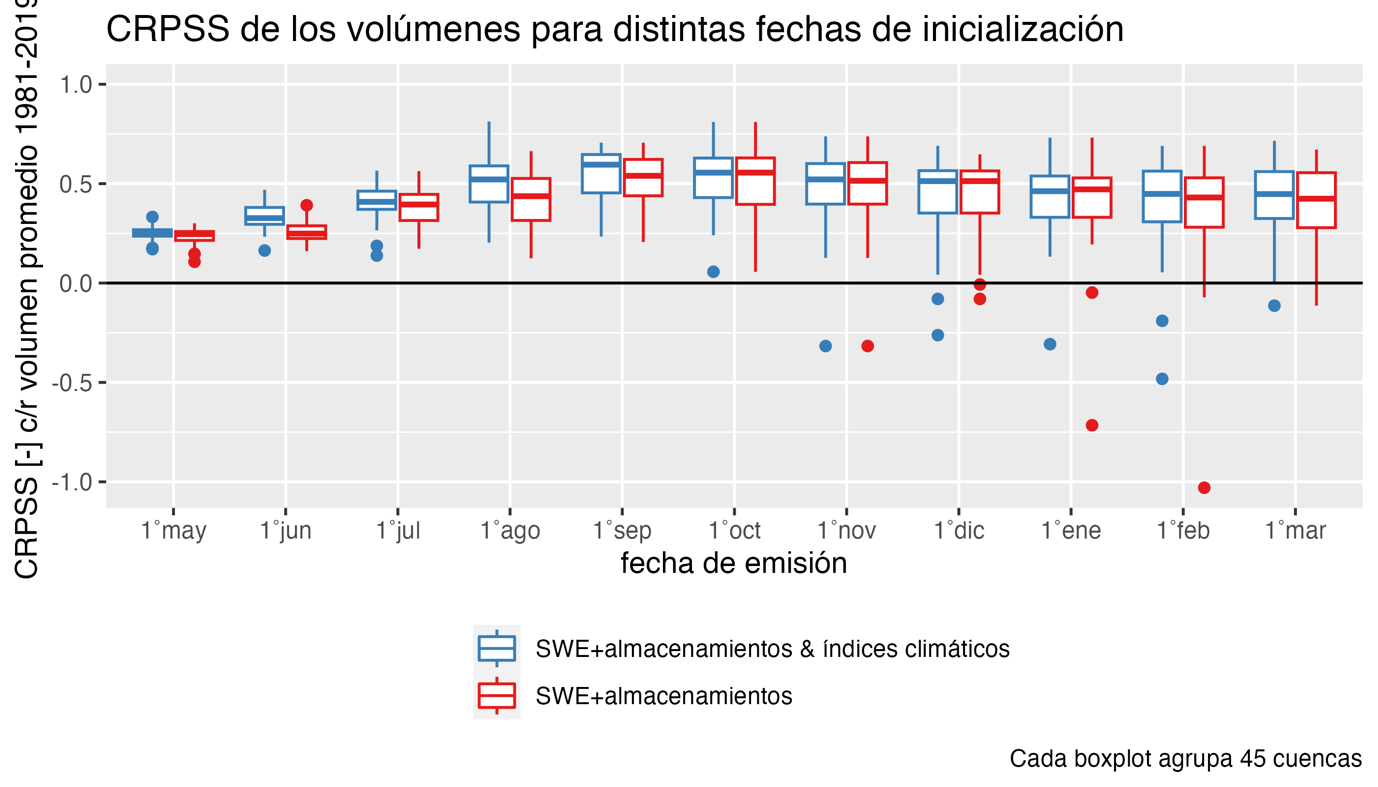 CRPSS de los volúmenes para distintas fechas de inicialización
CRPSS [-] c/r volumen promedio 1981-2019
1.0
0.5
0.0
-0.5
-1.0
1°may 1°jun 1°jul 1°ago 1°sep 1°oct 1°nov 1°dic 1°ene 1°feb 1°mar
fecha de emisión
SWE+almacenamientos & índices climáticos
SWE+almacenamientos
Cada boxplot agrupa 45 cuencas